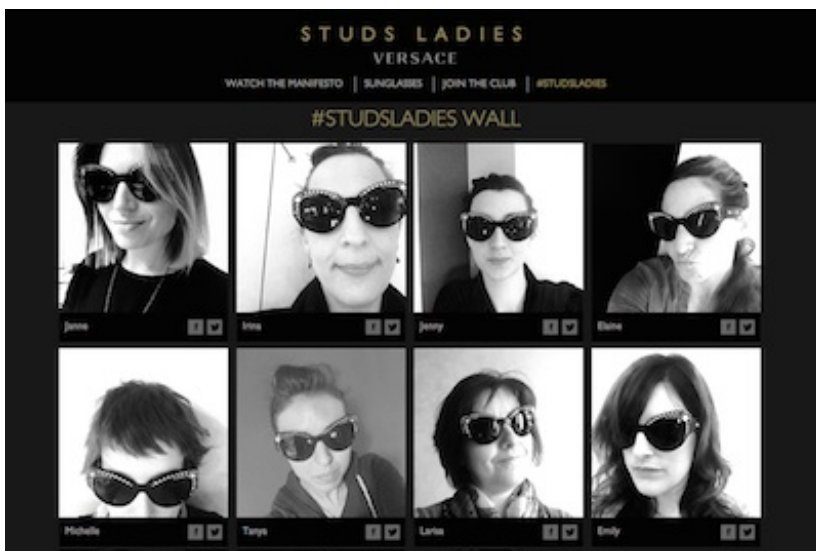 STUDS LADIES
VERSACE
WATCH THE MANIFESTO | SUNGLASSES | JOIN THE CLUB | #STUDSLADIES
#STUDSLADIES WALL
Irina
Jenny
Elaine
Michelle
Tanya
Larisa
Emily